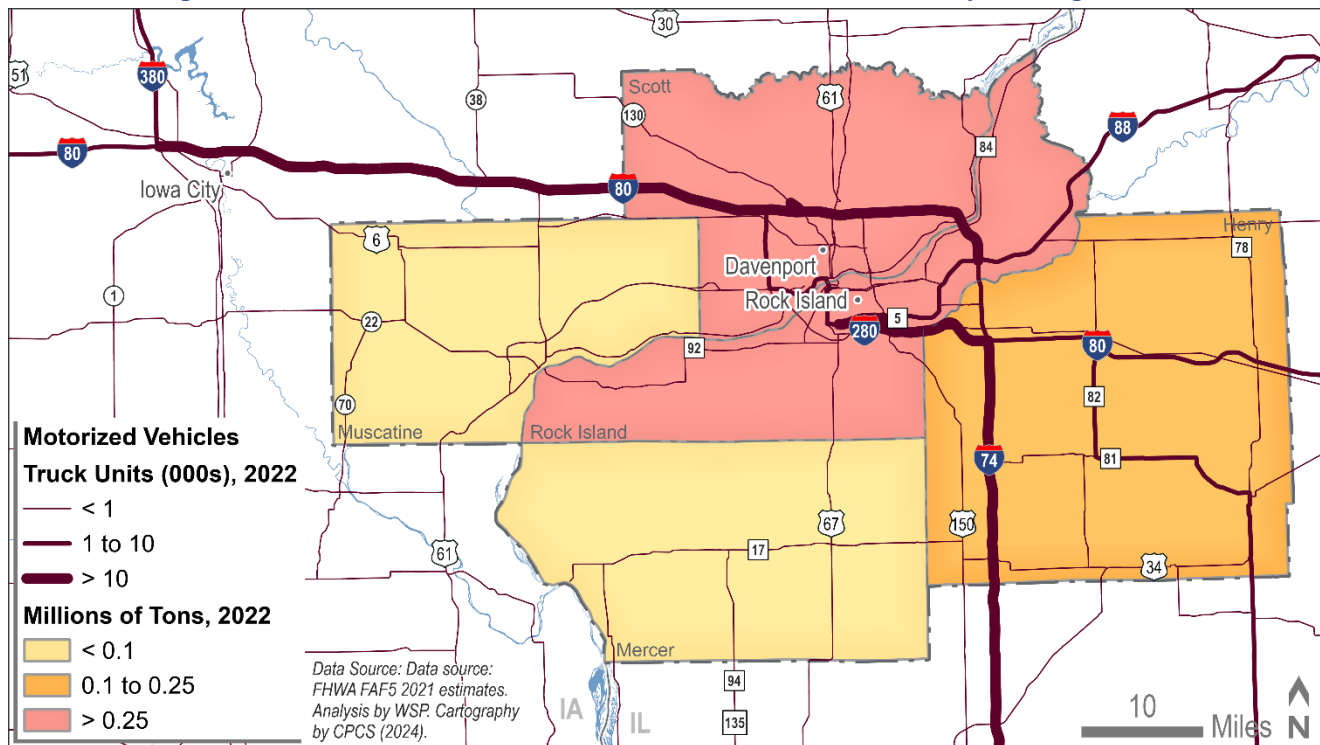 30
51
380
Scott
38
61
130
88
84
80
Iowa City
80
6
Henry
78
Davenport
Rock Island
1
22
5
280
80
92
82
70
Muscatine
Rock Island
74
81
67
150
61
17
34
Mercer
94
135
IA
IL
Motorized Vehicles
Truck Units (000s), 2022
< 1
1 to 10
> 10
Millions of Tons, 2022
< 0.1
0.1 to 0.25
> 0.25
Data Source: Data source:
FHWA FAF5 2021 estimates.
Analysis by WSP. Cartography
by CPCS (2024).
10
Miles
N